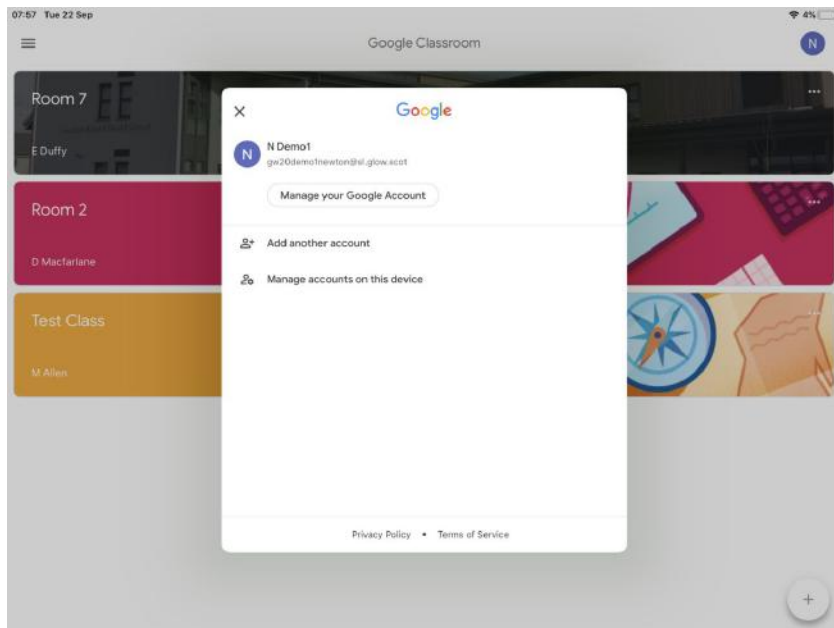 07:57 Tue 22 Sep
4%
Google Classroom
N
Room 7
E Duffy
Google
N
N Demo1
gw20demo1newton@sl.glow.scot
Manage your Google Account
Add another account
Manage accounts on this device
Room 2
D Macfarlane
Test Class
M Allen
Privacy Policy • Terms of Service